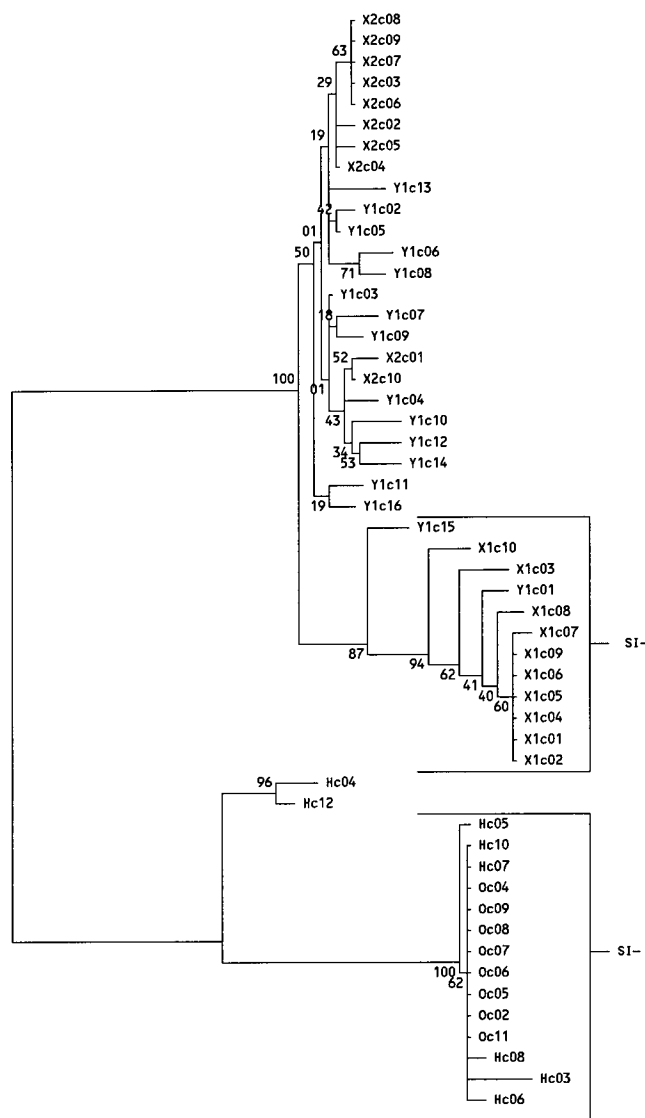 X2c08
X2c09
63
X2c07
29
X2c03
X2c06
X2c02
19
X2c05
X2c04
Y1c13
42
Y1c02
01
Y1c05
50
Y1c06
71
Y1c08
Y1c03
18
Y1c07
Y1c09
52
X2c01
100
01
X2c10
Y1c04
43
Y1c10
34
Y1c12
53
Y1c14
Y1c11
19
Y1c16
Y1c15
X1c10
X1c03
Y1c01
X1c08
X1c07
SI-
87
94
X1c09
62
X1c06
41
40
60
X1c05
X1c04
X1c01
X1c02
96
Hc04
Hc12
Hc05
Hc10
Hc07
Oc04
Oc09
Oc08
Oc07
SI-
100
Oc06
62
Oc05
Oc02
Oc11
Hc08
Hc03
Hc06